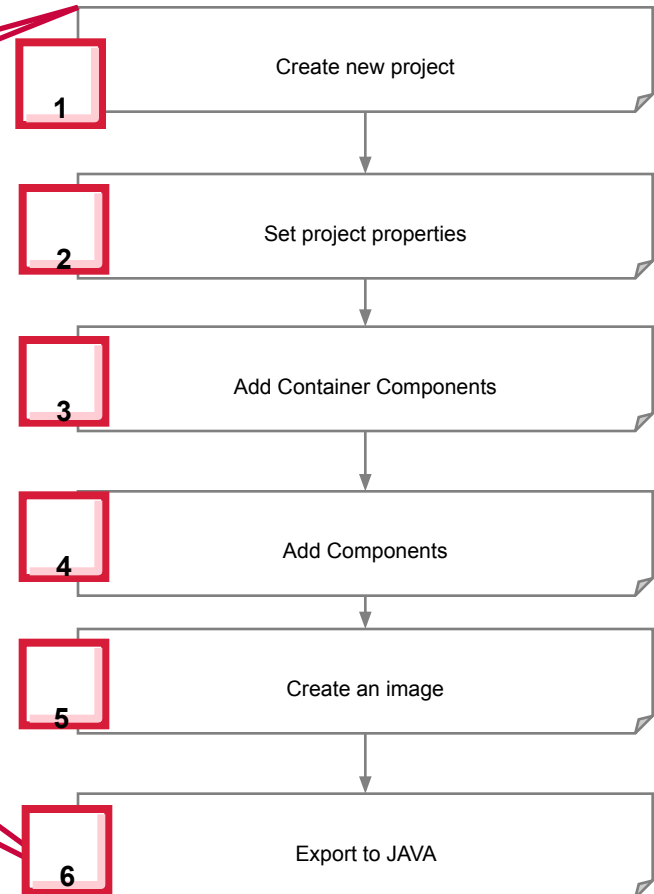 Create new project
1
Set project properties
2
Add Container Components
3
Add Components
4
Create an image
5
Export to JAVA
6